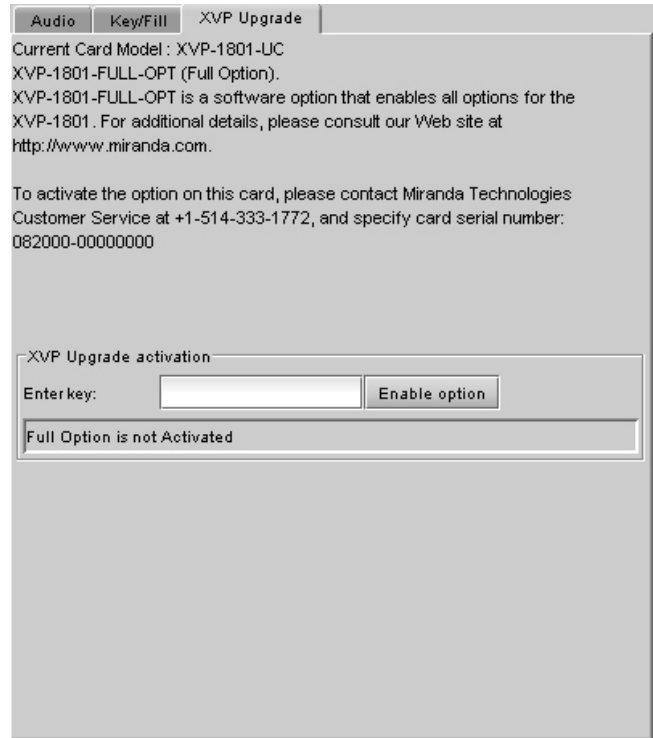 Audio Key/Fill XVP Upgrade
Current Card Model : XVP-1801-UC
XVP-1801-FULL-OPT (Full Option).
XVP-1801-FULL-OPT is a software option that enables all options for the
XVP-1801. For additional details, please consult our Web site at
http://www.miranda.com.
To activate the option on this card, please contact Miranda Technologies
Customer Service at +1-514-333-1772, and specify card serial number:
082000-00000000
XVP Upgrade activation
Enter key: Enable option
Full Option is not Activated